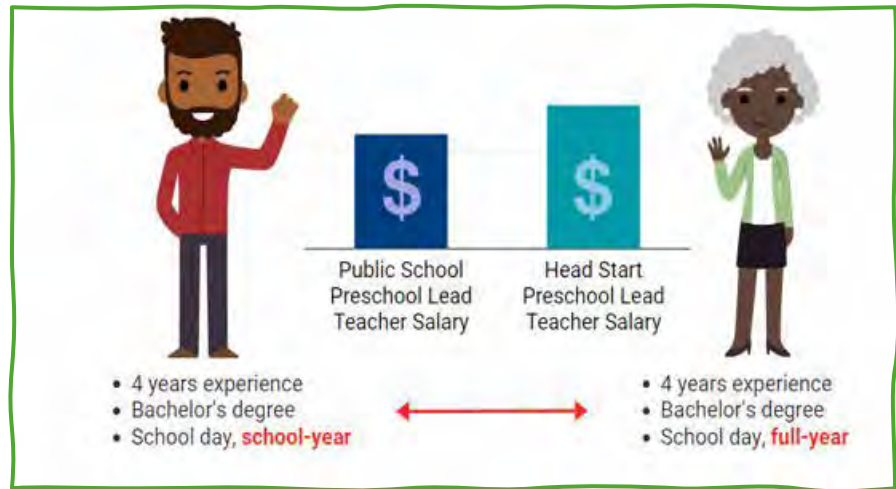 $
$
Public School
Preschool Lead
Teacher Salary
Head Start
Preschool Lead
Teacher Salary
• 4 years experience
• Bachelor's degree
• School day, school-year
• 4 years experience
• Bachelor's degree
• School day, full-year